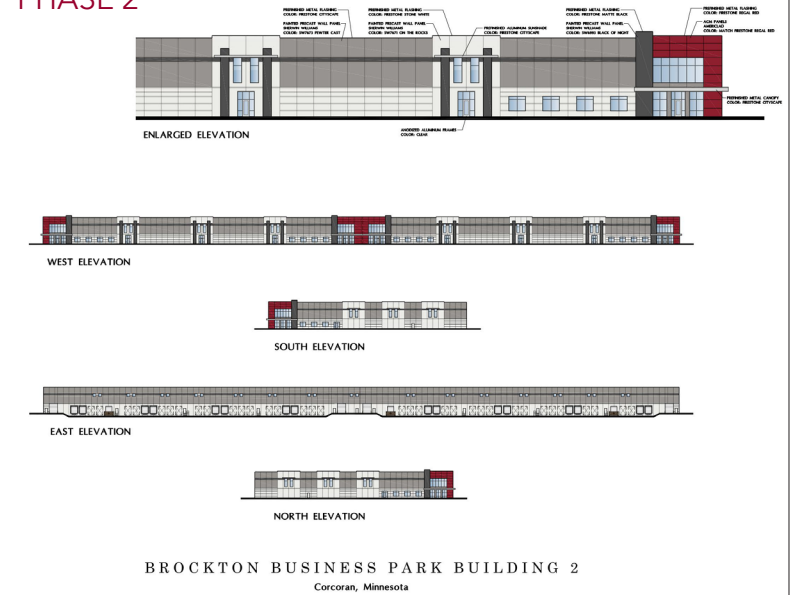 PHASE 2
PREFINISHED METAL FLASHING
COLOR: FIRESTONE CITYSCAPE
PAINTED PRECAST WALL PANEL
SHERWIN WILLIAMS
COLOR: SW7673 PEWTER CAST
PREFINISHED METAL FLASHING
COLOR: FIRESTONE STONE WHITE
PAINTED PRECAST WALL PANEL
SHERWIN WILLIAMS
COLOR: SW7671 ON THE ROCKS
PREFINISHED ALUMINUM SUNSHADE
COLOR: FIRESTONE CITYSCAPE
PREFINISHED METAL FLASHING
COLOR: FIRESTONE MATTE BLACK
PAINTED PRECAST WALL PANEL
SHERWIN WILLIAMS
COLOR: SW6993 BLACK OF NIGHT
PREFINISHED METAL FLASHING
COLOR: FIRESTONE REGAL RED
ACM PANELS
AMERICLAD
COLOR: MATCH FIRESTONE REGAL RED
PREFINISHED METAL CANOPY
COLOR: FIRESTONE CITYSCAPE
ANODIZED ALUMINUM FRAMES
COLOR: CLEAR
ENLARGED ELEVATION
WEST ELEVATION
SOUTH ELEVATION
EAST ELEVATION
NORTH ELEVATION
BROCKTON BUSINESS PARK BUILDING 2
Corcoran, Minnesota